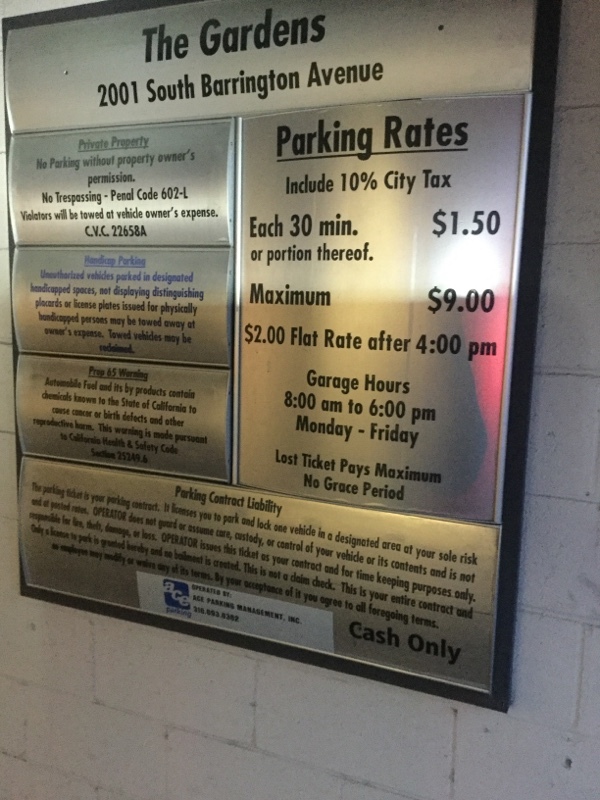 The Gardens
2001 South Barrington Avenue
Private Property
No Parking without property owner's
permission.
No Trespassing - Penal Code 602-L
Violators will be towed at vehicle owner's expense.
C.V.C. 22658A
Handicap Parking
Unauthorized vehicles parked in designated
handicapped spaces, not displaying distinguishing
placards or license plates issued for physically
handicapped persons may be towed away at
owner's expense. Towed vehicles may be
reclaimed.
Prop 65 Warning
Automobile Fuel and its by products contain
chemicals known to the State of California to
cause cancer or birth defects and other
reproductive harm. This warning is made pursuant
to California Health & Safety Code
Section 25249.6
Parking Rates
Include 10% City Tax
Each 30 min. $1.50
or portion thereof.
Maximum $9.00
$2.00 Flat Rate after 4:00 pm
Garage Hours
8:00 am to 6:00 pm
Monday - Friday
Lost Ticket Pays Maximum
No Grace Period
Parking Contract Liability
The parking ticket is your parking contract. It licenses you to park and lock one vehicle in a designated area at your sole risk
and at posted rates. OPERATOR does not guard or assume care, custody, or control of your vehicle or its contents and is not
responsible for fire, theft, damage, or loss. OPERATOR issues this ticket as your contract and for time keeping purposes only.
Only a license to park is granted hereby and no bailment is created. This is not a claim check. This is your entire contract and
no employee may modify or waive any of its terms. By your acceptance of it you agree to all foregoing terms.
ace
parking
OPERATED BY:
ACE PARKING MANAGEMENT, INC.
Cash Only